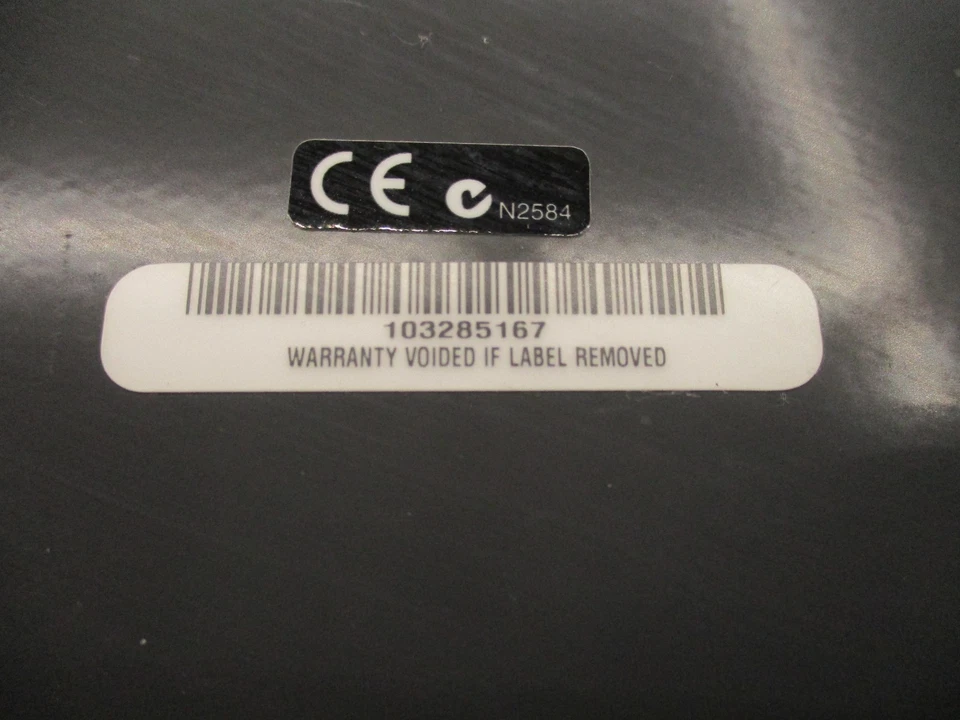 CE N2584
103285167
WARRANTY VOIDED IF LABEL REMOVED